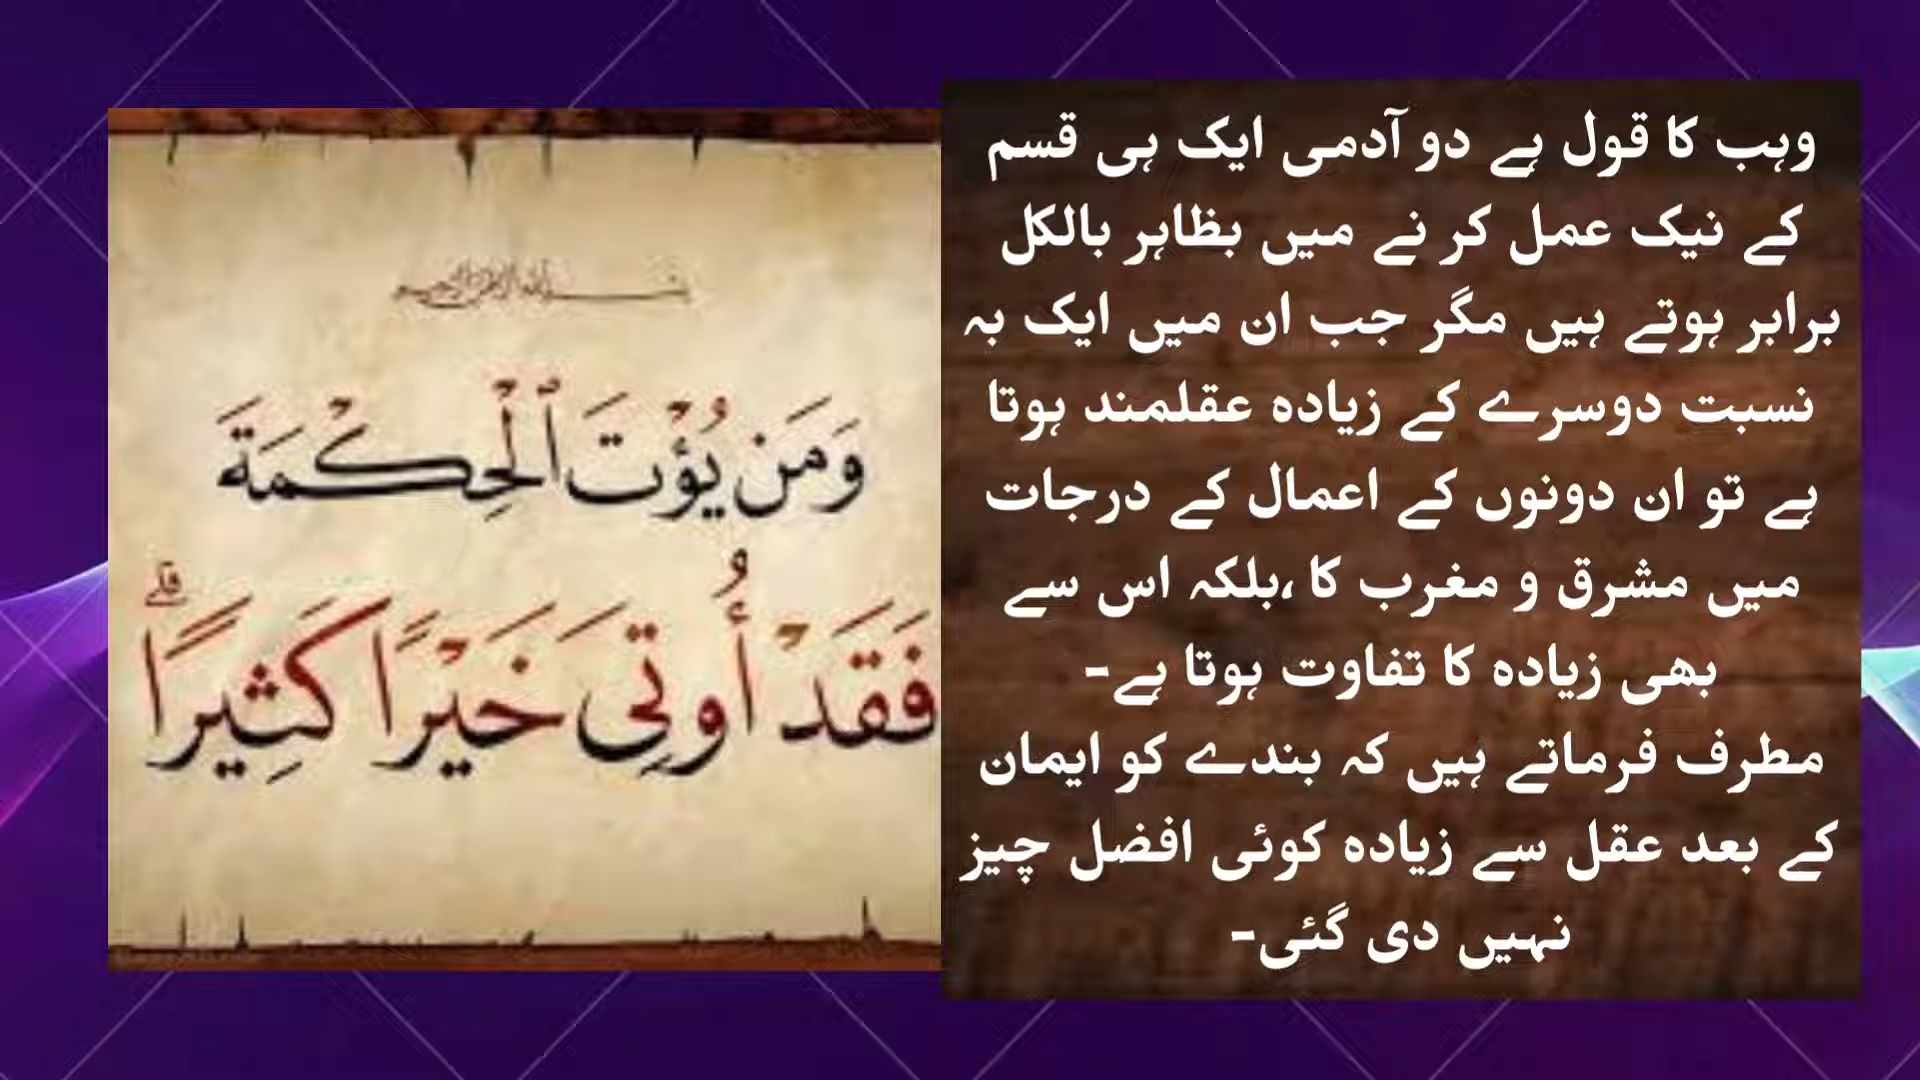 بسم الله الرحمن الرحيم
وَمَن يُؤْتَ ٱلْحِكْمَةَ
فَقَدْ أُوتِىَ خَيْرًا كَثِيرًا ۗ
وہب کا قول ہے دو آدمی ایک ہی قسم
کے نیک عمل کر نے میں بظاہر بالکل
برابر ہوتے ہیں مگر جب ان میں ایک بہ
نسبت دوسرے کے زیادہ عقلمند ہوتا
ہے تو ان دونوں کے اعمال کے درجات
میں مشرق و مغرب کا ،بلکہ اس سے
بھی زیادہ کا تفاوت ہوتا ہے-
مطرف فرماتے ہیں کہ بندے کو ایمان
کے بعد عقل سے زیادہ کوئی افضل چیز
نہیں دی گئی-